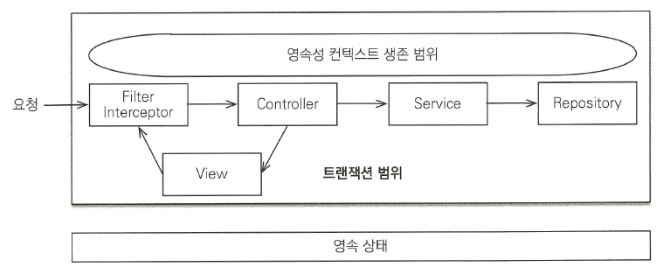 영속성 컨텍스트 생존 범위
요청
Filter
Interceptor
Controller
Service
Repository
View
트랜잭션 범위
영속 상태